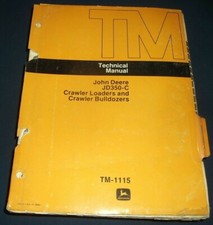 TM
Technical
Manual
John Deere
JD350-C
Crawler Loaders and
Crawler Bulldozers
TM-1115